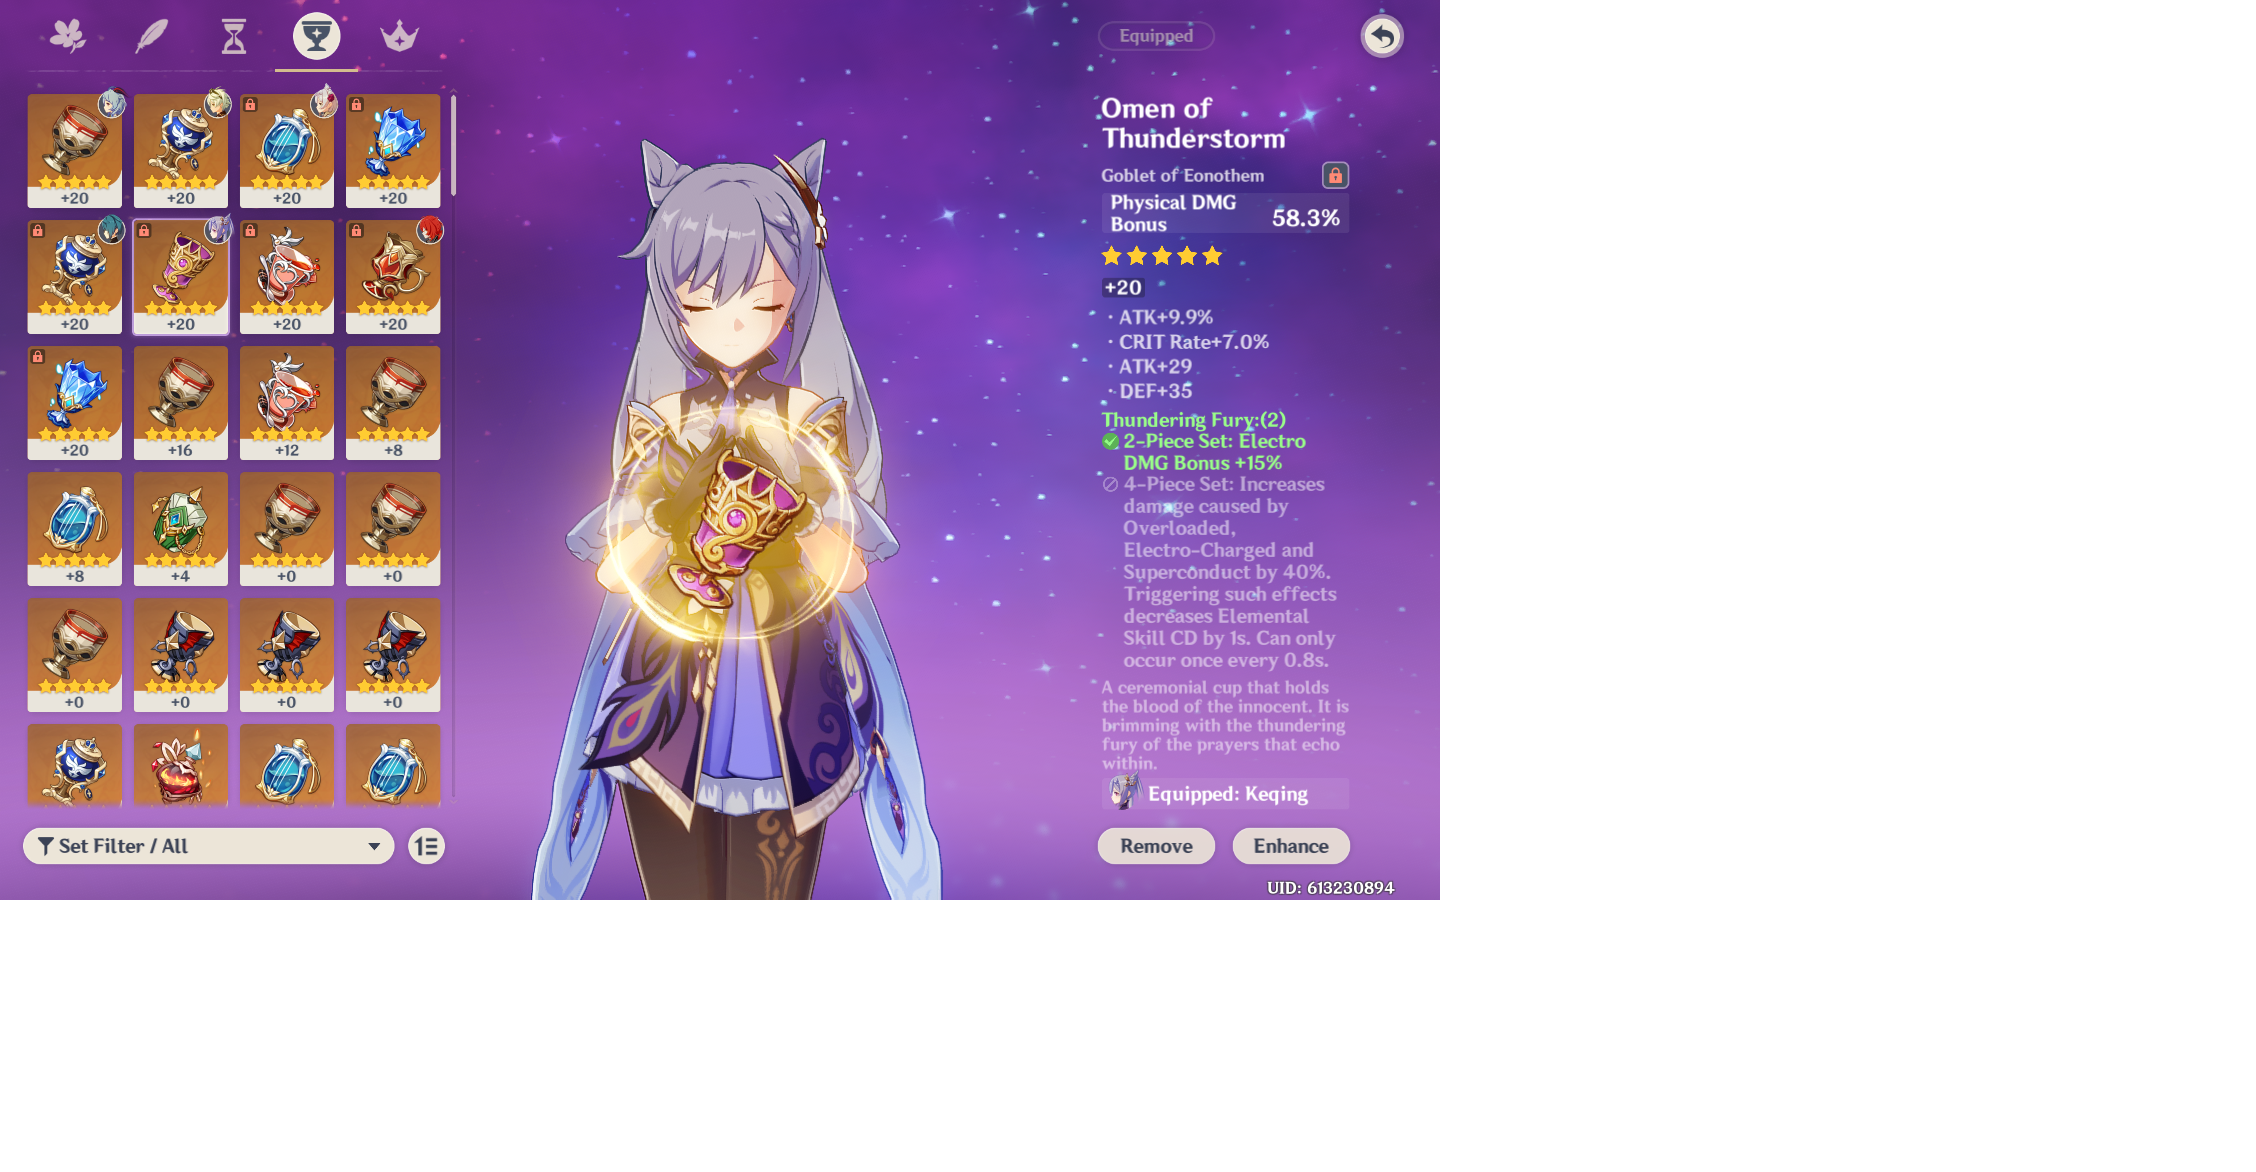 Equipped
Omen of
Thunderstorm
Goblet of Eonothem
Physical DMG
Bonus
58.3%
+20
· ATK+9.9%
· CRIT Rate+7.0%
· ATK+29
· DEF+35
Thundering Fury:(2)
2-Piece Set: Electro
DMG Bonus +15%
4-Piece Set: Increases
damage caused by
Overloaded,
Electro-Charged and
Superconduct by 40%.
Triggering such effects
decreases Elemental
Skill CD by 1s. Can only
occur once every 0.8s.
A ceremonial cup that holds
the blood of the innocent. It is
brimming with the thundering
fury of the prayers that echo
within.
Equipped: Keqing
Remove
Enhance
UID: 613230894
+20
+20
+20
+20
+20
+20
+20
+20
+20
+16
+12
+8
+8
+4
+0
+0
+0
+0
+0
+0
Set Filter / All
1